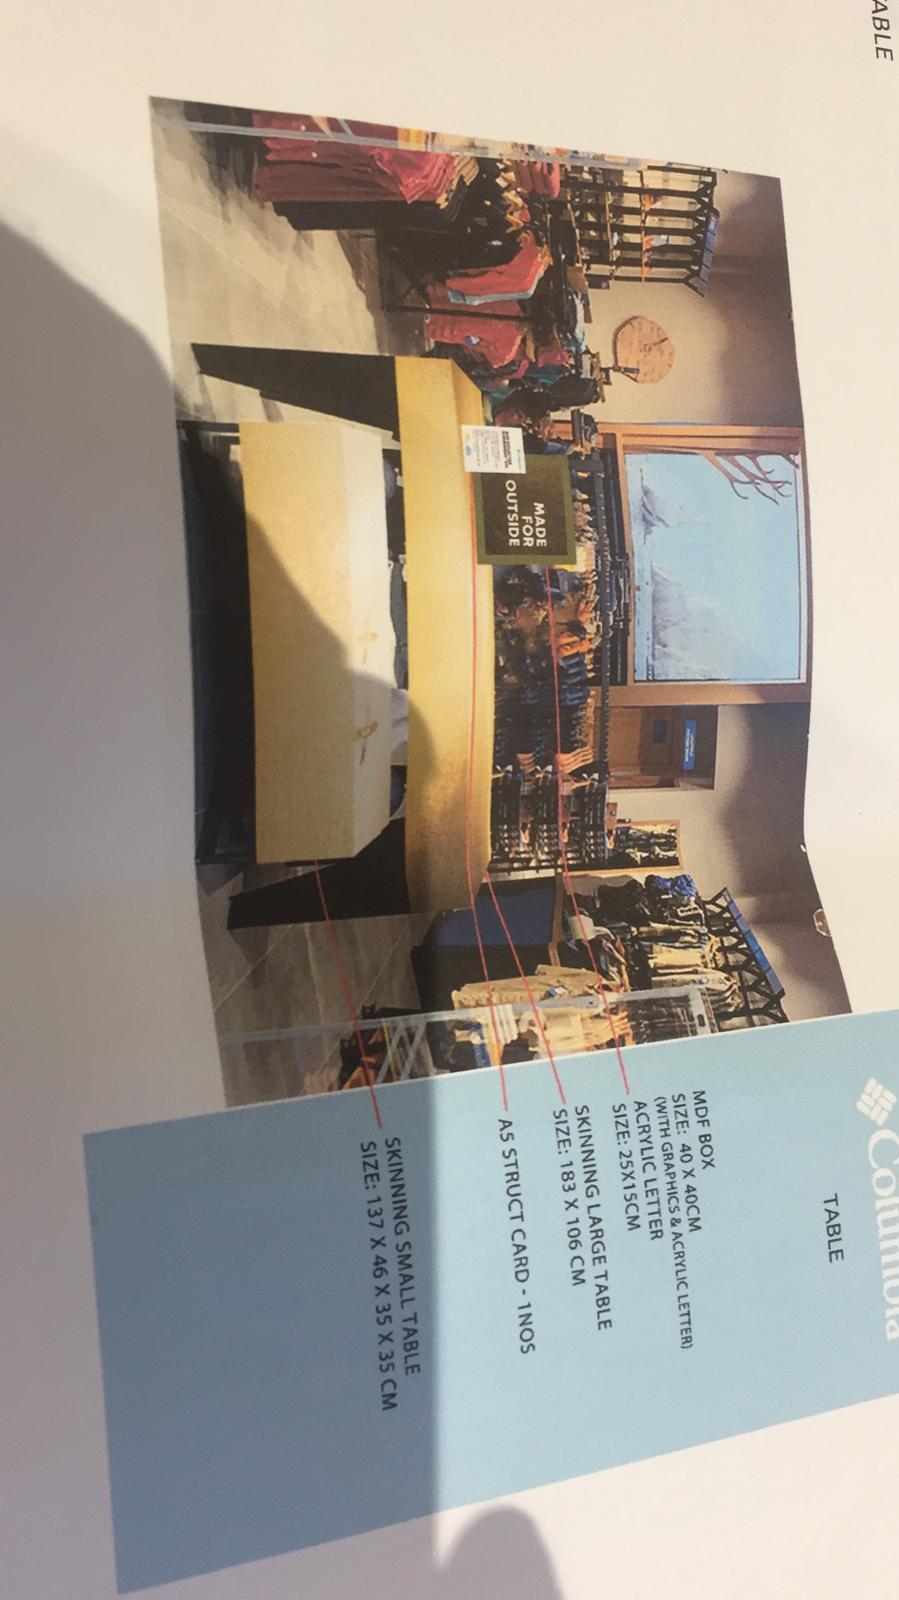 TABLE
Columbia
TABLE
MDF BOX
SIZE: 40 X 40CM
(WITH GRAPHICS & ACRYLIC LETTER)
ACRYLIC LETTER
SIZE: 25X15CM
SKINNING LARGE TABLE
SIZE: 183 X 106 CM
A5 STRUCT CARD - 1NOS
SKINNING SMALL TABLE
SIZE: 137 X 46 X 35 X 35 CM
MADE
FOR
OUTSIDE